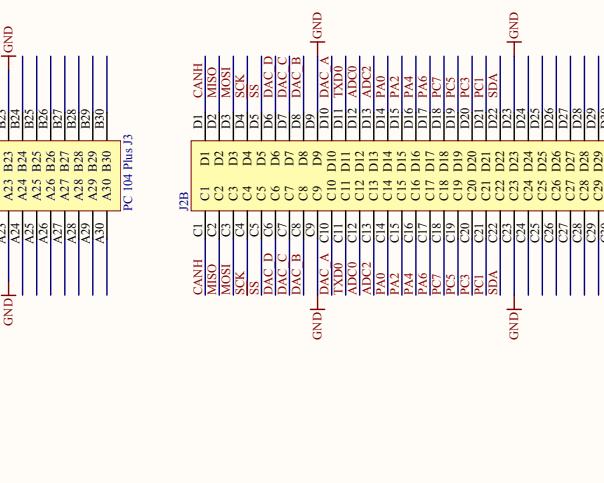 GND GND GND
CANH MISO MOSI SCK SS DAC_D DAC_C DAC_B DAC_A TXD0 ADC0 ADC2 PA0 PA2 PA4 PA6 PC7 PC5 PC3 PC1 SDA
B23 B24 B25 B26 B27 B28 B29 B30
D1 D2 D3 D4 D5 D6 D7 D8 D9 D10 D11 D12 D13 D14 D15 D16 D17 D18 D19 D20 D21 D22 D23 D24 D25 D26 D27 D28 D29
B23 B24 B25 B26 B27 B28 B29 B30
D1 D2 D3 D4 D5 D6 D7 D8 D9 D10 D11 D12 D13 D14 D15 D16 D17 D18 D19 D20 D21 D22 D23 D24 D25 D26 D27 D28 D29
A23 A24 A25 A26 A27 A28 A29 A30
C1 C2 C3 C4 C5 C6 C7 C8 C9 C10 C11 C12 C13 C14 C15 C16 C17 C18 C19 C20 C21 C22 C23 C24 C25 C26 C27 C28 C29
PC 104 Plus J3
J2B
A23 A24 A25 A26 A27 A28 A29 A30
C1 C2 C3 C4 C5 C6 C7 C8 C9 C10 C11 C12 C13 C14 C15 C16 C17 C18 C19 C20 C21 C22 C23 C24 C25 C26 C27 C28 C29
CANH MISO MOSI SCK SS DAC_D DAC_C DAC_B DAC_A TXD0 ADC0 ADC2 PA0 PA2 PA4 PA6 PC7 PC5 PC3 PC1 SDA
GND GND GND